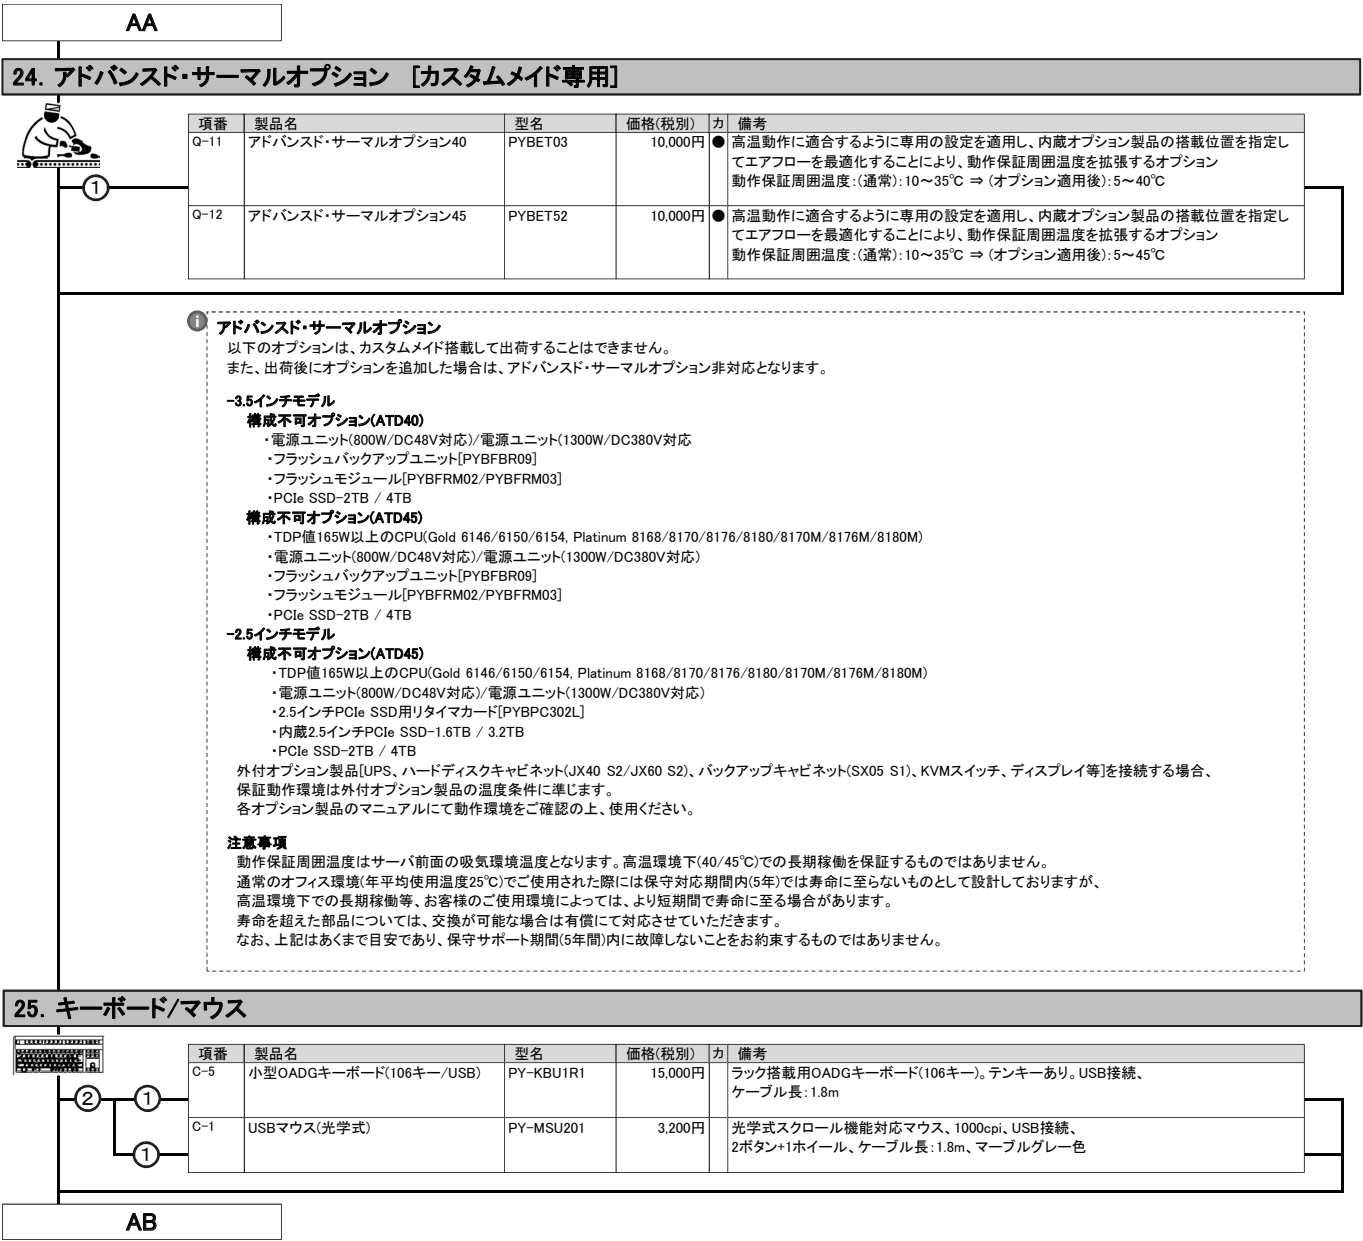 AA
24. アドバンスド・サーマルオプション [カスタムメイド専用]
項番 製品名 型名 価格(税別) カ 備考
Q-11 アドバンスド・サーマルオプション40 PYBET03 10,000円 ● 高温動作に適合するように専用の設定を適用し、内蔵オプション製品の搭載位置を指定し
てエアフローを最適化することにより、動作保証周囲温度を拡張するオプション
動作保証周囲温度：(通常)：10～35℃ ⇒ (オプション適用後)：5～40℃
①
Q-12 アドバンスド・サーマルオプション45 PYBET52 10,000円 ● 高温動作に適合するように専用の設定を適用し、内蔵オプション製品の搭載位置を指定し
てエアフローを最適化することにより、動作保証周囲温度を拡張するオプション
動作保証周囲温度：(通常)：10～35℃ ⇒ (オプション適用後)：5～45℃
i アドバンスド・サーマルオプション
以下のオプションは、カスタムメイド搭載して出荷することはできません。
また、出荷後にオプションを追加した場合は、アドバンスド・サーマルオプション非対応となります。
-3.5インチモデル
構成不可オプション(ATD40)
・電源ユニット(800W/DC48V対応)/電源ユニット(1300W/DC380V対応
・フラッシュバックアップユニット[PYBFBR09]
・フラッシュモジュール[PYBFRM02/PYBFRM03]
・PCIe SSD-2TB / 4TB
構成不可オプション(ATD45)
・TDP値165W以上のCPU(Gold 6146/6150/6154, Platinum 8168/8170/8176/8180/8170M/8176M/8180M)
・電源ユニット(800W/DC48V対応)/電源ユニット(1300W/DC380V対応)
・フラッシュバックアップユニット[PYBFBR09]
・フラッシュモジュール[PYBFRM02/PYBFRM03]
・PCIe SSD-2TB / 4TB
-2.5インチモデル
構成不可オプション(ATD45)
・TDP値165W以上のCPU(Gold 6146/6150/6154, Platinum 8168/8170/8176/8180/8170M/8176M/8180M)
・電源ユニット(800W/DC48V対応)/電源ユニット(1300W/DC380V対応)
・2.5インチPCIe SSD用リタイマカード[PYBPC302L]
・内蔵2.5インチPCIe SSD-1.6TB / 3.2TB
・PCIe SSD-2TB / 4TB
外付オプション製品[UPS、ハードディスクキャビネット(JX40 S2/JX60 S2)、バックアップキャビネット(SX05 S1)、KVMスイッチ、ディスプレイ等]を接続する場合、
保証動作環境は外付オプション製品の温度条件に準じます。
各オプション製品のマニュアルにて動作環境をご確認の上、使用ください。
注意事項
動作保証周囲温度はサーバ前面の吸気環境温度となります。高温環境下(40/45℃)での長期稼働を保証するものではありません。
通常のオフィス環境(年平均使用温度25℃)でご使用された際には保守対応期間内(5年)では寿命に至らないものとして設計しておりますが、
高温環境下での長期稼働等、お客様のご使用環境によっては、より短期間で寿命に至る場合があります。
寿命を超えた部品については、交換が可能な場合は有償にて対応させていただきます。
なお、上記はあくまで目安であり、保守サポート期間(5年間)内に故障しないことをお約束するものではありません。
25. キーボード/マウス
項番 製品名 型名 価格(税別) カ 備考
C-5 小型OADGキーボード(106キー/USB) PY-KBU1R1 15,000円 ラック搭載用OADGキーボード(106キー)。テンキーあり。USB接続、
ケーブル長：1.8m
② ①
C-1 USBマウス(光学式) PY-MSU201 3,200円 光学式スクロール機能対応マウス、1000cpi、USB接続、
2ボタン+1ホイール、ケーブル長：1.8m、マーブルグレー色
①
AB